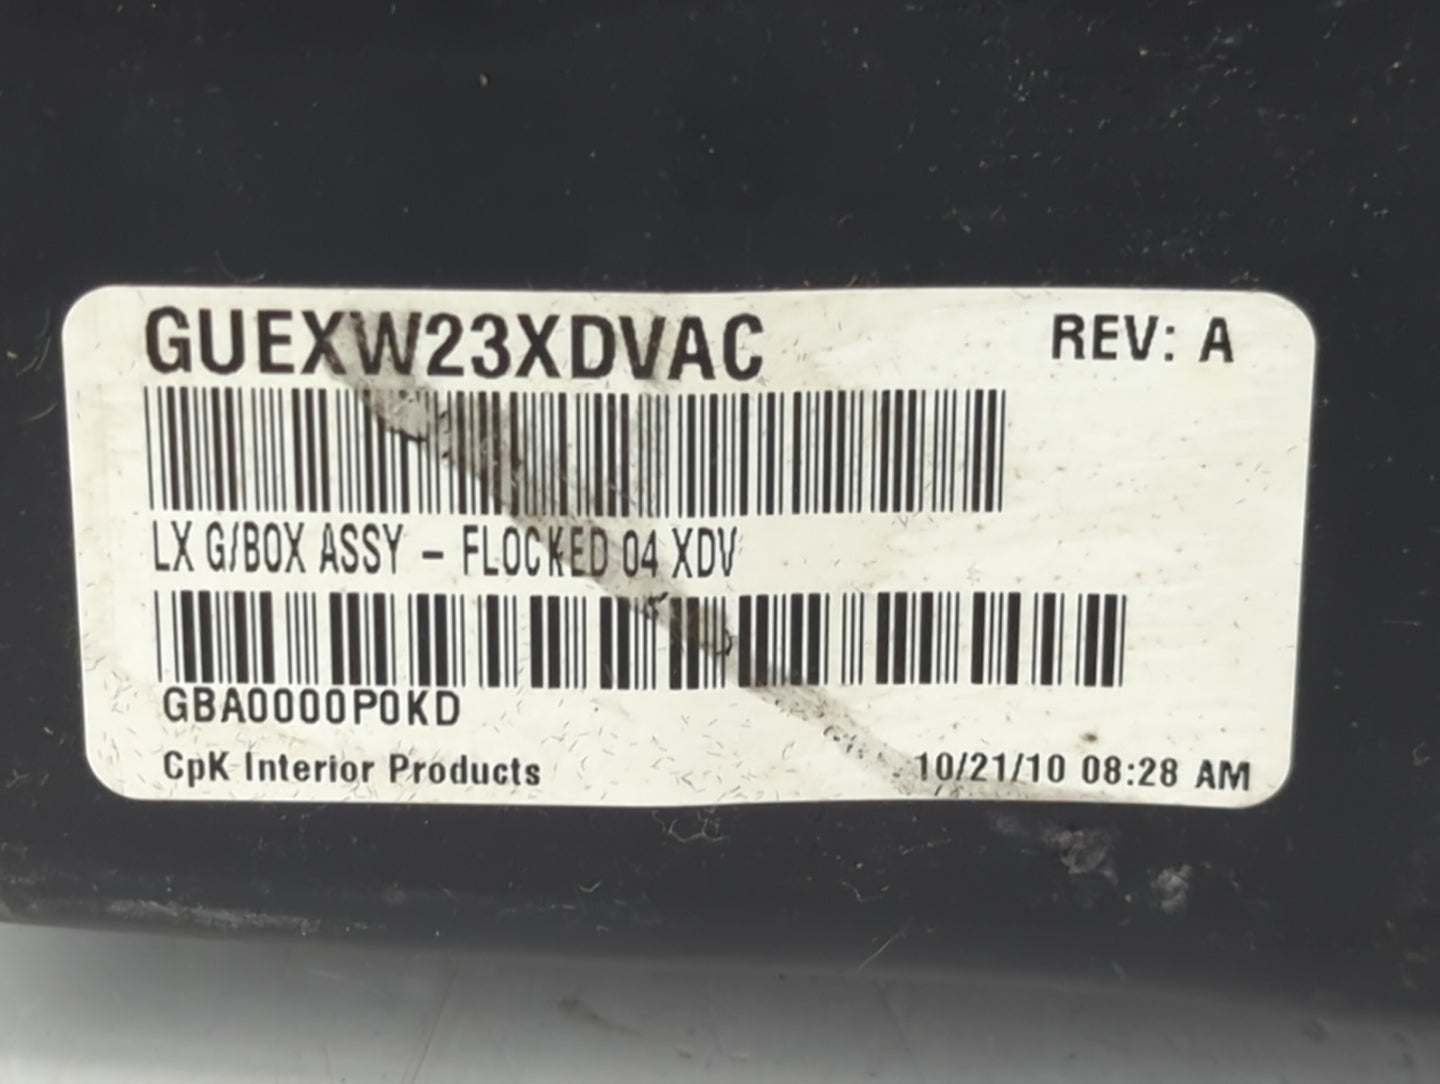 GUEXW23XDVAC REV: A
LX G/BOX ASSY - FLOCKED 04 XDV
GBA0000P0KD
CpK Interior Products 10/21/10 08:28 AM